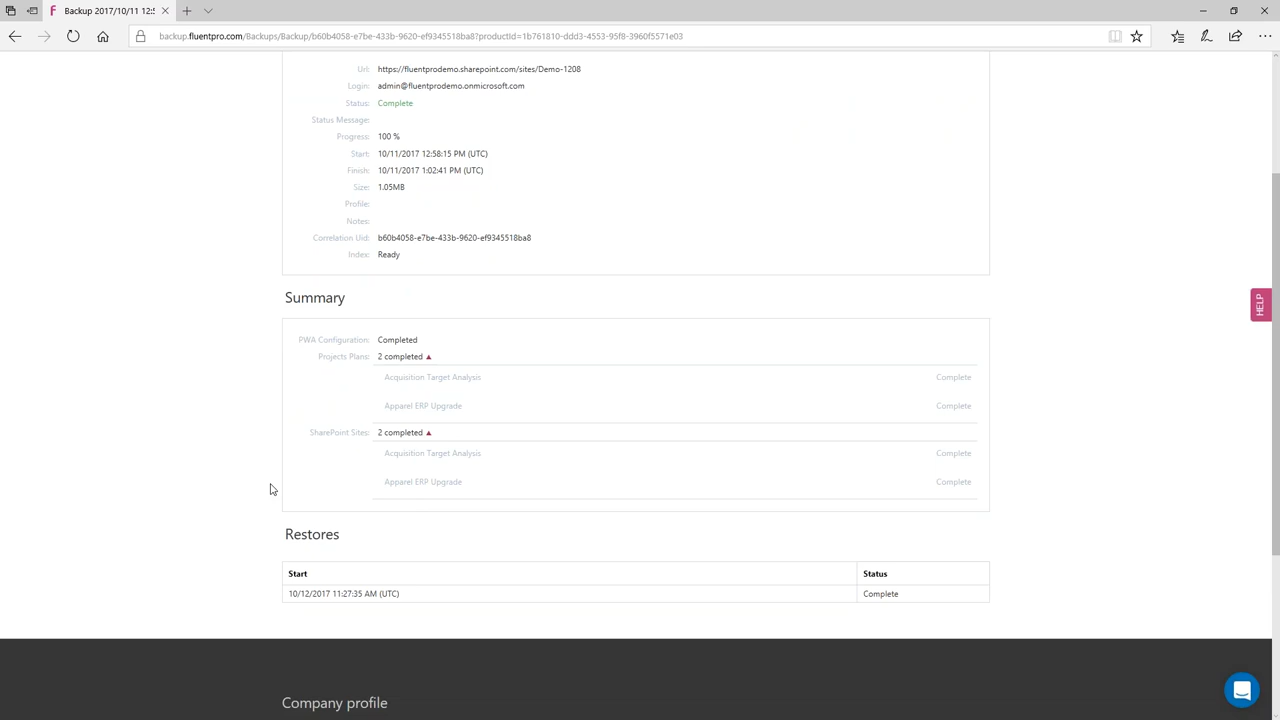 Backup 2017/10/11 12:5
backup.fluentpro.com/Backups/Backup/b60b4058-e7be-433b-9620-ef9345518ba8?productId=1b761810-ddd3-4553-95f8-3960f5571e03
Url: https://fluentprodemo.sharepoint.com/sites/Demo-1208
Login: admin@fluentprodemo.onmicrosoft.com
Status: Complete
Status Message:
Progress: 100 %
Start: 10/11/2017 12:58:15 PM (UTC)
Finish: 10/11/2017 1:02:41 PM (UTC)
Size: 1.05MB
Profile:
Notes:
Correlation Uid: b60b4058-e7be-433b-9620-ef9345518ba8
Index: Ready
HELP
Summary
PWA Configuration: Completed
Projects Plans: 2 completed
Acquisition Target Analysis Complete
Apparel ERP Upgrade Complete
SharePoint Sites: 2 completed
Acquisition Target Analysis Complete
Apparel ERP Upgrade Complete
Restores
Start Status
10/12/2017 11:27:35 AM (UTC) Complete
Company profile